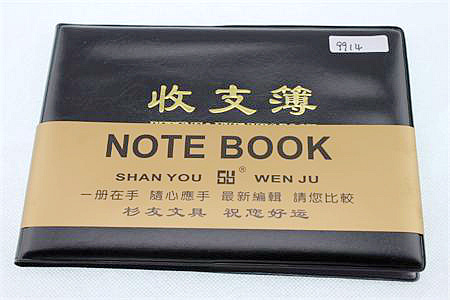 9914
收支簿
NOTE BOOK
SHAN YOU SY ® WEN JU
一册在手 隨心應手 最新編輯 請您比較
杉友文具 祝您好运